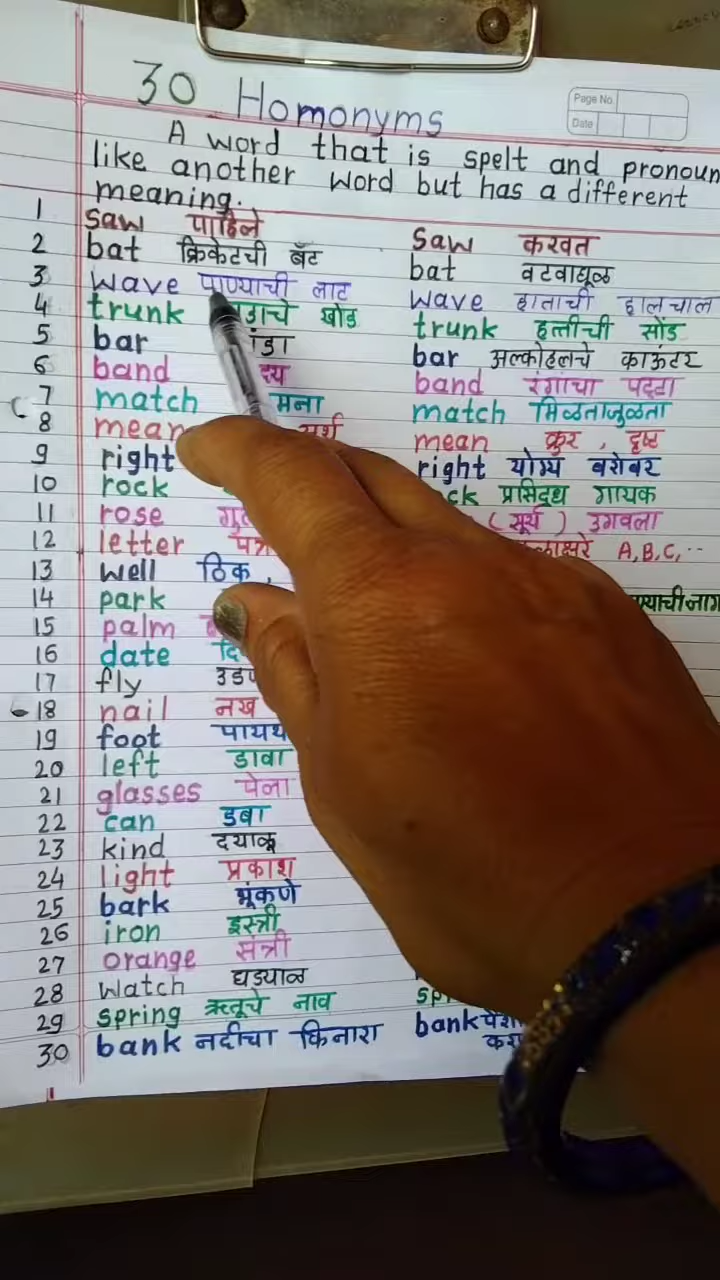 30 Homonyms
Page No.
Date
A word that is spelt and pronoun
like another word but has a different
meaning.
1 saw पाहिले saw करवत
2 bat क्रिकेटची बॅट bat वटवाघूळ
3 wave पाण्याची लाट wave हाताची हालचाल
4 trunk खोड trunk हत्तीची सोंड
5 bar bar अल्कोहलचे काऊंटर
6 band band रंगांचा पट्टा
7 match match मिळताजुळता
8 mean mean क्रुर , दृष्ट
9 right right योग्य बरोबर
10 rock प्रसिद्ध गायक
11 rose (सूर्य) उगवला
12 letter पत्र A, B, C, ..
13 well ठिक ,
14 park
15 palm
16 date
17 fly
18 nail नख
19 foot
20 left डावा
21 glasses पेला
22 can डबा
23 kind दयाळू
24 light प्रकाश
25 bark भूंकणे
26 iron इस्त्री
27 orange संत्री
28 watch घड्याळ
29 spring ऋतूचे नाव
30 bank नदीचा किनारा bank